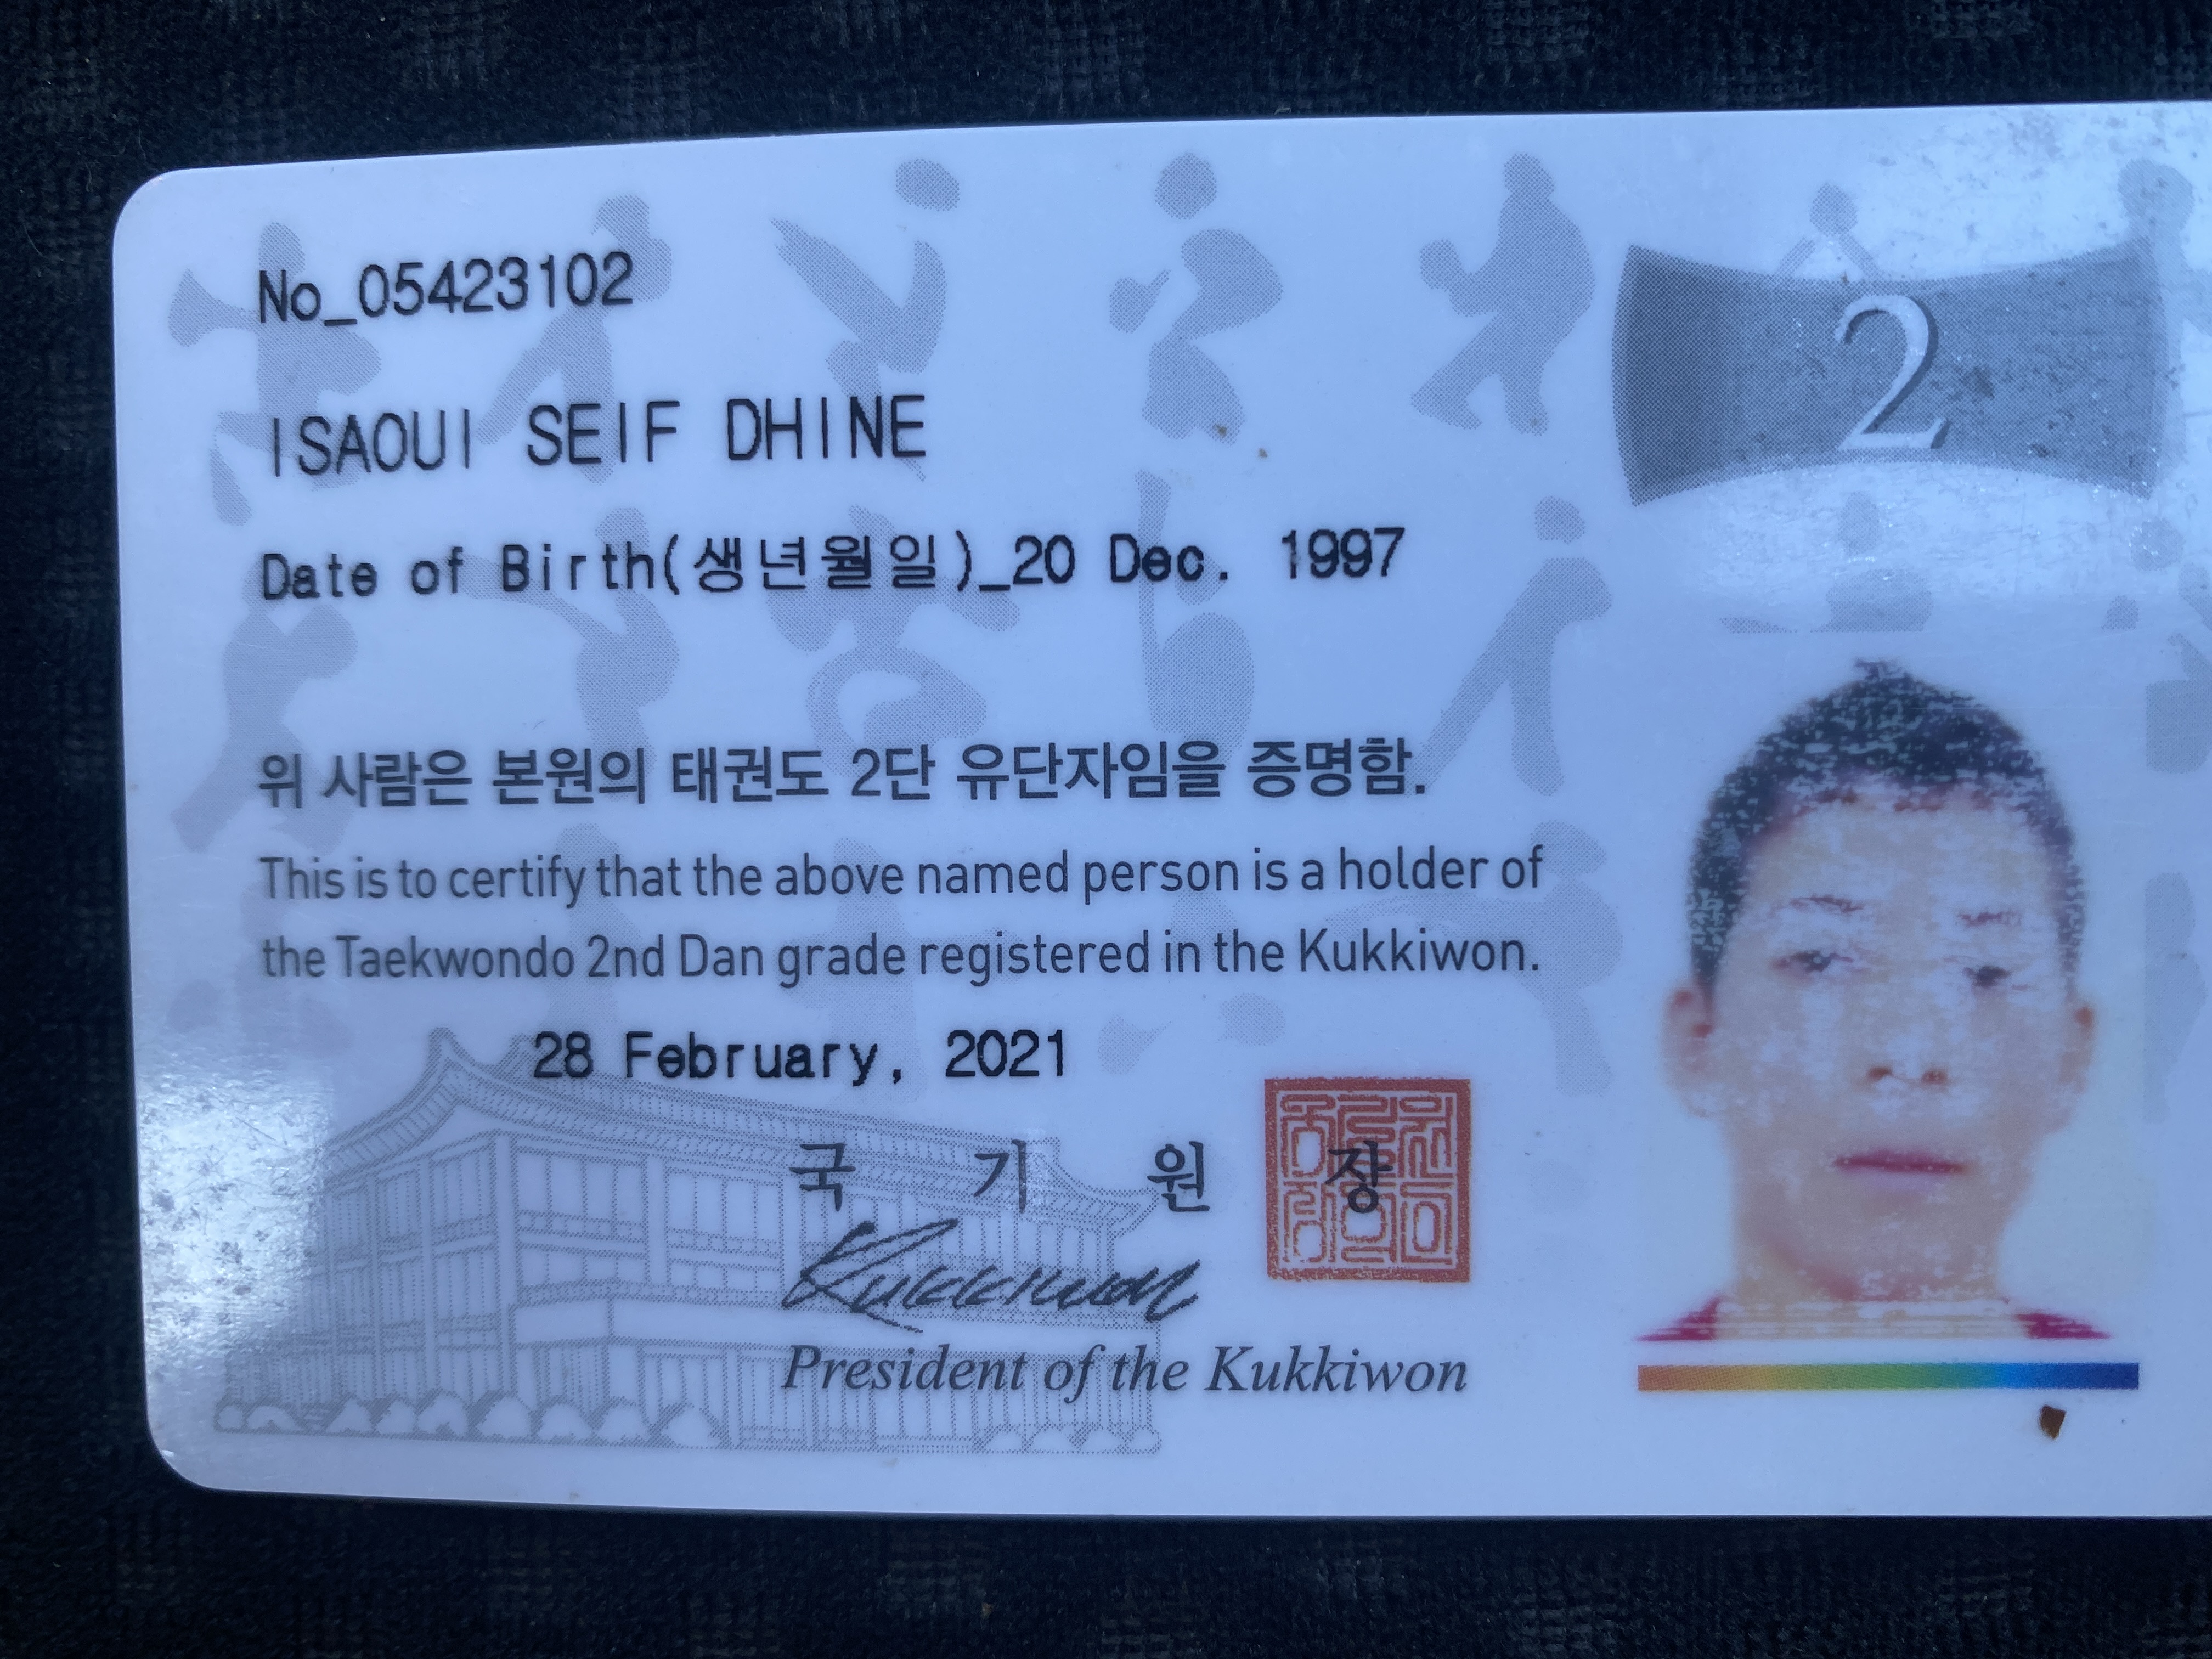 No_05423102
2
ISAOUI SEIF DHINE
Date of Birth(생년월일)_20 Dec. 1997
위 사람은 본원의 태권도 2단 유단자임을 증명함.
This is to certify that the above named person is a holder of
the Taekwondo 2nd Dan grade registered in the Kukkiwon.
28 February, 2021
국 기 원 장
Kukkiwon
President of the Kukkiwon